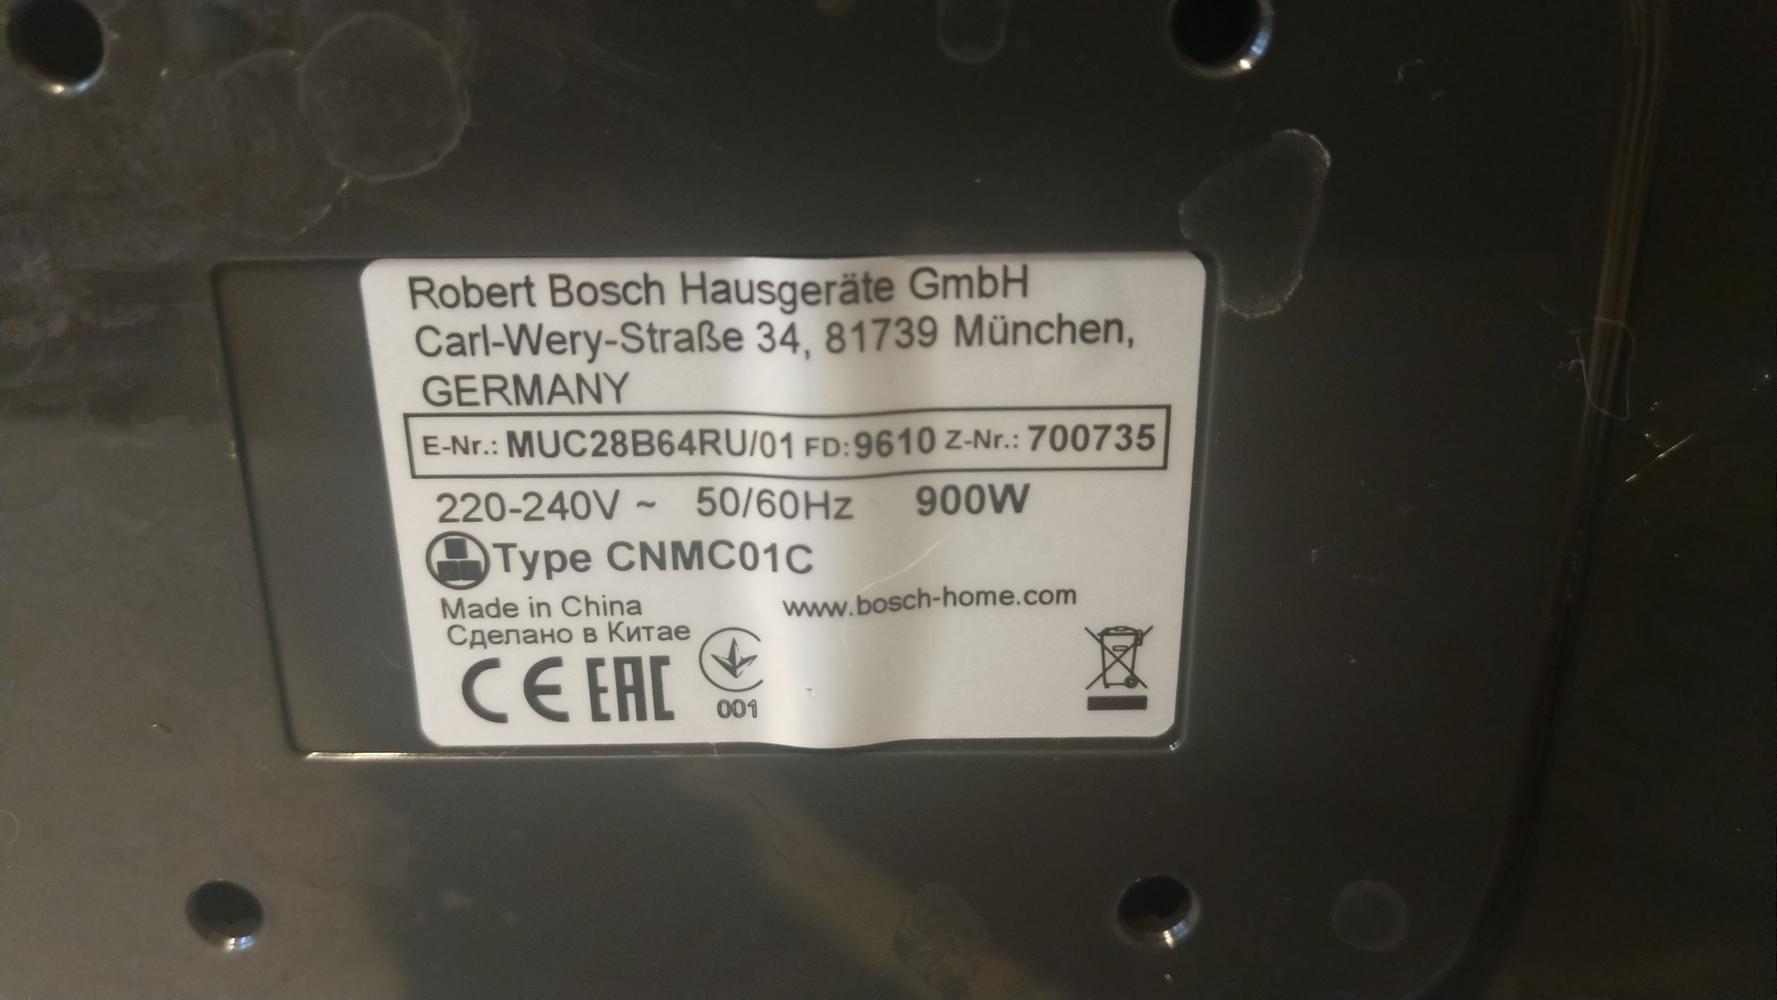 Robert Bosch Hausgeräte GmbH
Carl-Wery-Straße 34, 81739 München,
GERMANY
E-Nr.: MUC28B64RU/01 FD: 9610 Z-Nr.: 700735
220-240V ~ 50/60Hz 900W
Type CNMC01C
Made in China www.bosch-home.com
Сделано в Китае
CE EAC 001